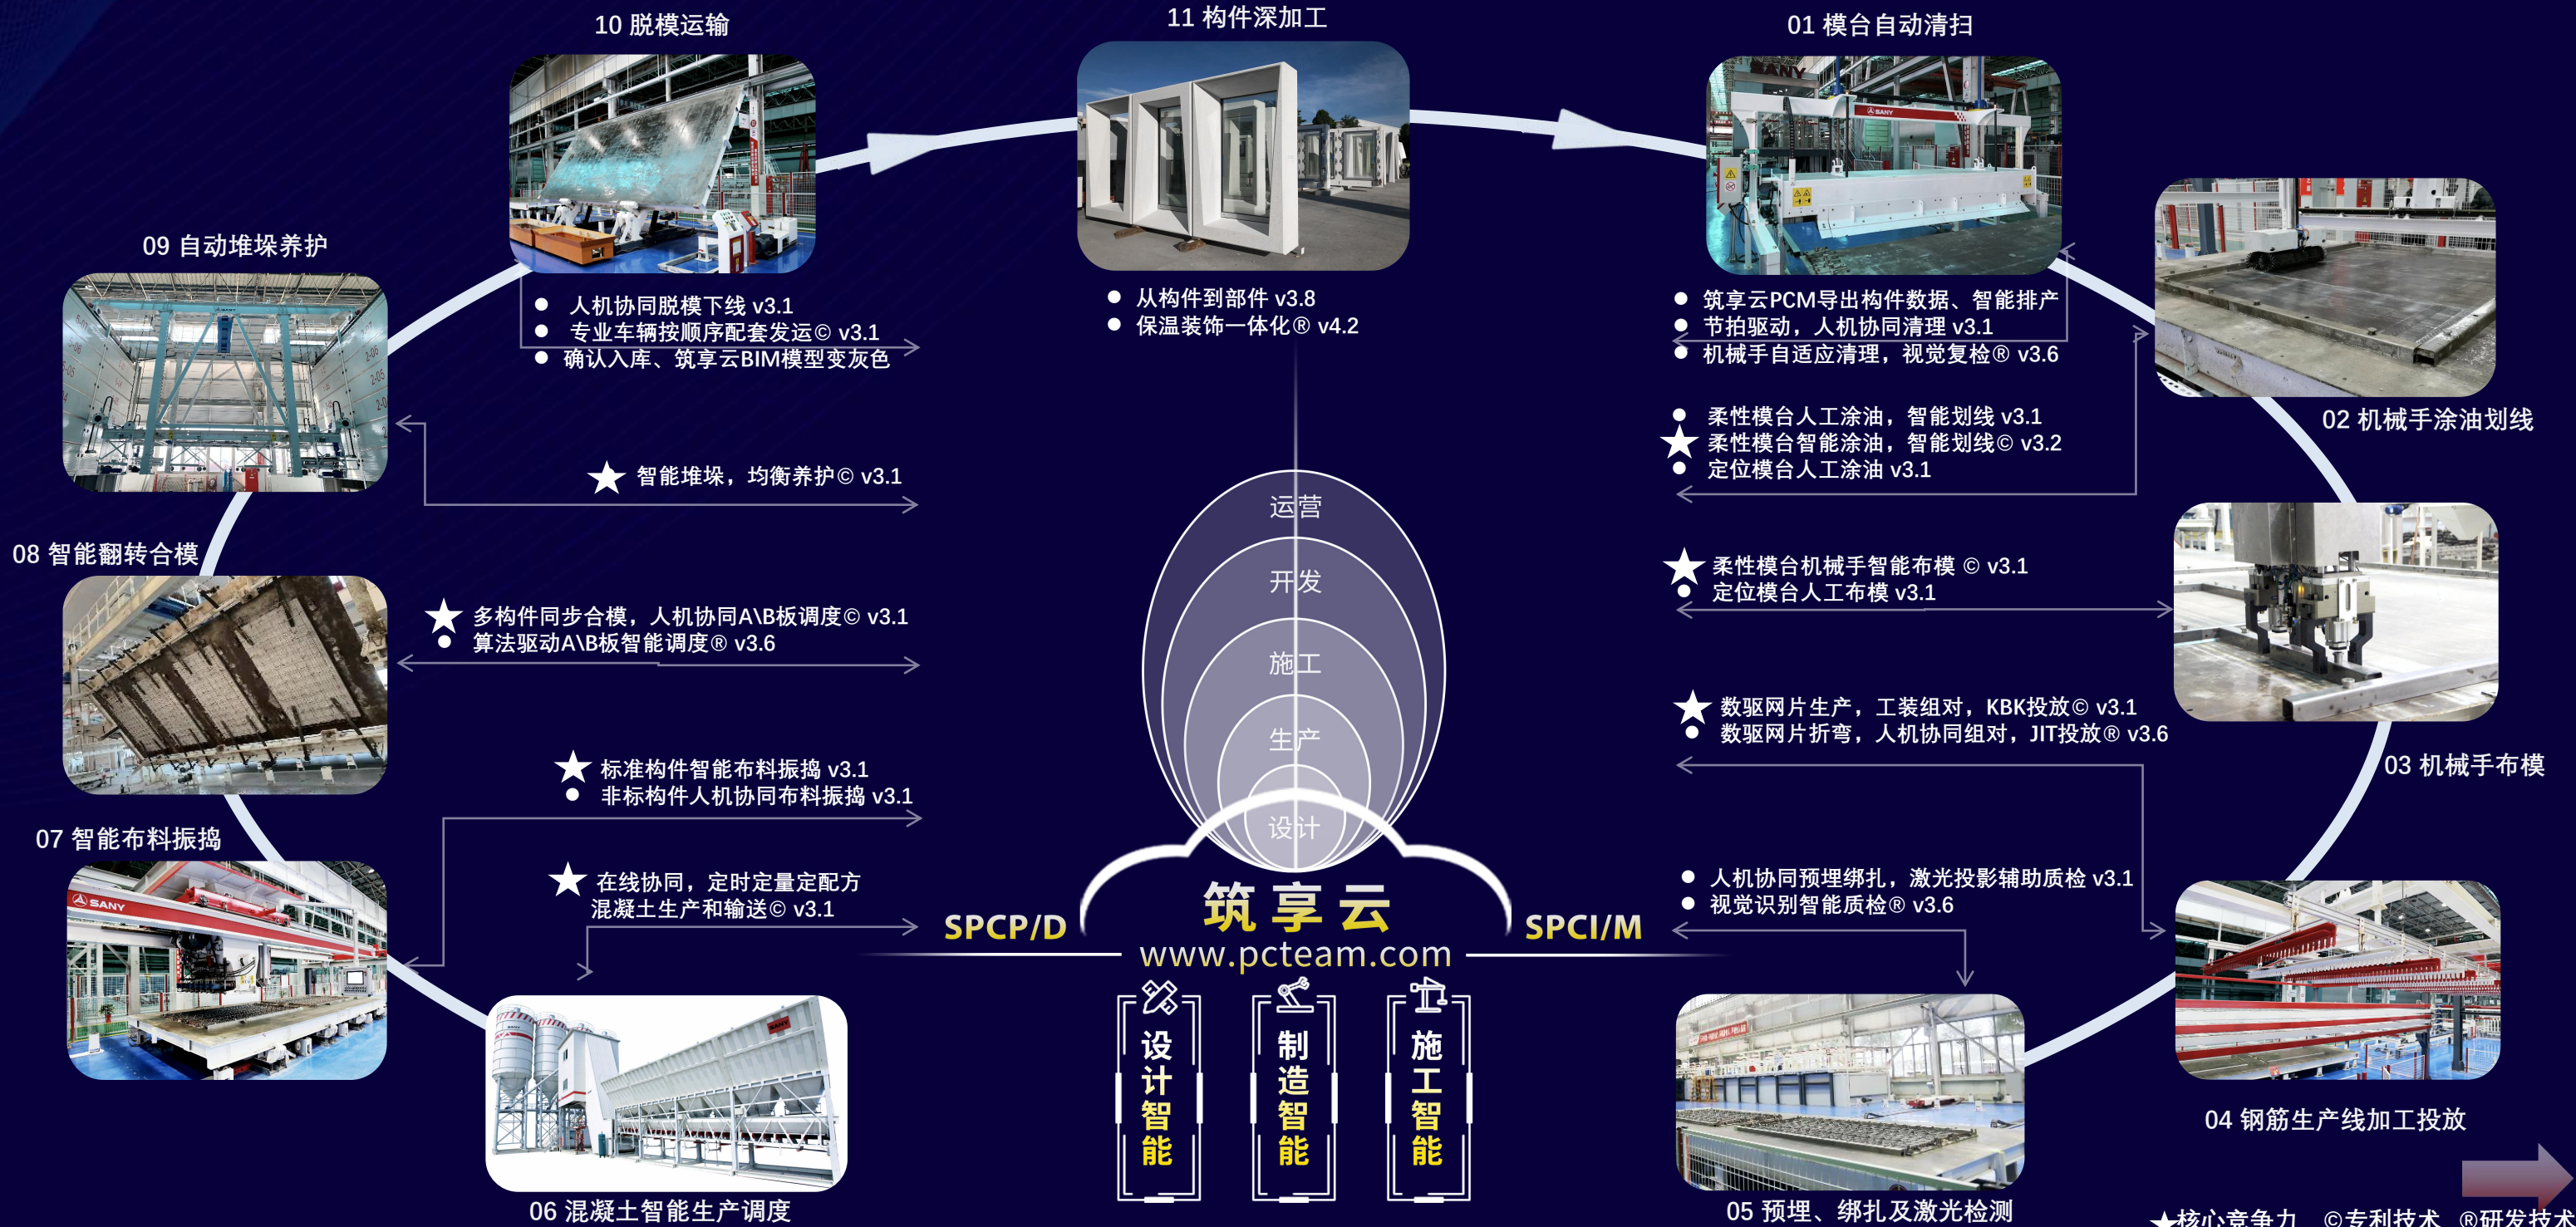 10 脱模运输
11 构件深加工
01 模台自动清扫
SANY
SANY
09 自动堆垛养护
人机协同脱模下线 v3.1
专业车辆按顺序配套发运© v3.1
确认入库、筑享云BIM模型变灰色
从构件到部件 v3.8
保温装饰一体化® v4.2
筑享云PCM导出构件数据、智能排产
节拍驱动，人机协同清理 v3.1
机械手自适应清理，视觉复检® v3.6
02 机械手涂油划线
柔性模台人工涂油，智能划线 v3.1
★ 柔性模台智能涂油，智能划线© v3.2
定位模台人工涂油 v3.1
★ 智能堆垛，均衡养护© v3.1
运营
08 智能翻转合模
开发
★ 柔性模台机械手智能布模 © v3.1
定位模台人工布模 v3.1
★ 多构件同步合模，人机协同A\B板调度© v3.1
算法驱动A\B板智能调度® v3.6
施工
★ 数驱网片生产，工装组对，KBK投放© v3.1
数驱网片折弯，人机协同组对，JIT投放® v3.6
生产
03 机械手布模
★ 标准构件智能布料振捣 v3.1
非标构件人机协同布料振捣 v3.1
设计
07 智能布料振捣
SANY
★ 在线协同，定时定量定配方
混凝土生产和输送© v3.1
人机协同预埋绑扎，激光投影辅助质检 v3.1
视觉识别智能质检® v3.6
SPCP/D
筑享云
SPCI/M
www.pcteam.com
设计智能
制造智能
施工智能
SANY
04 钢筋生产线加工投放
06 混凝土智能生产调度
05 预埋、绑扎及激光检测
★核心竞争力 ©专利技术 ®研发技术